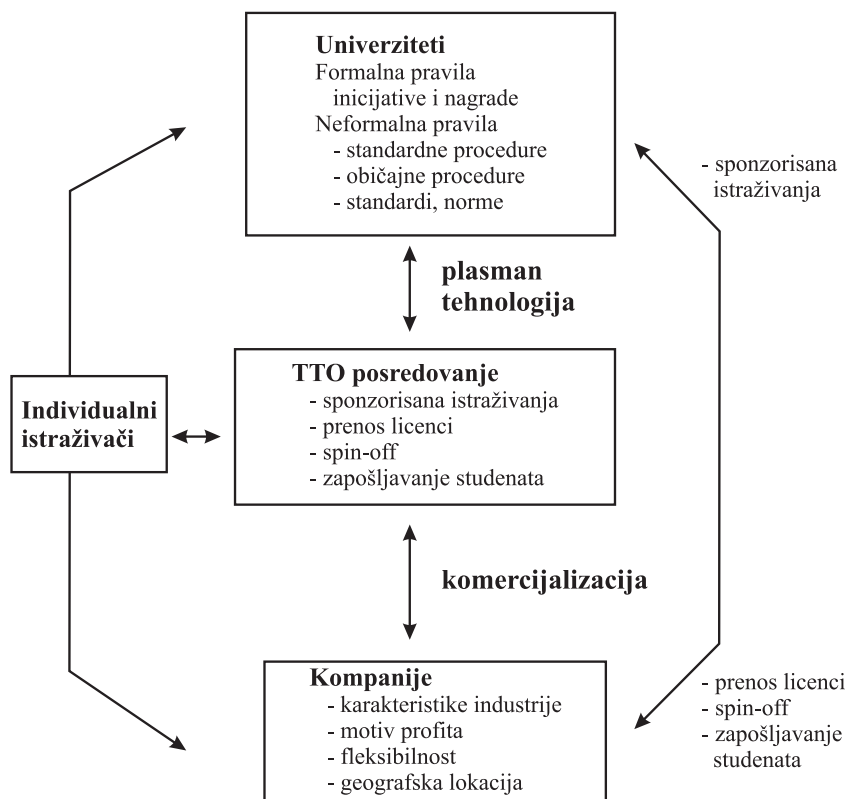 Univerziteti
Formalna pravila
inicijative i nagrade
Neformalna pravila
- standardne procedure
- običajne procedure
- standardi, norme
- sponzorisana
istraživanja
plasman
tehnologija
TTO posredovanje
- sponzorisana istraživanja
- prenos licenci
- spin-off
- zapošljavanje studenata
Individualni
istraživači
komercijalizacija
Kompanije
- karakteristike industrije
- motiv profita
- fleksibilnost
- geografska lokacija
- prenos licenci
- spin-off
- zapošljavanje
studenata